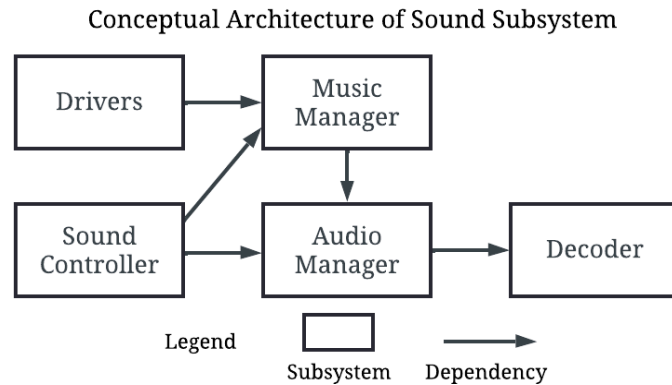 Conceptual Architecture of Sound Subsystem
Drivers
Music
Manager
Sound
Controller
Audio
Manager
Decoder
Legend
Subsystem
Dependency